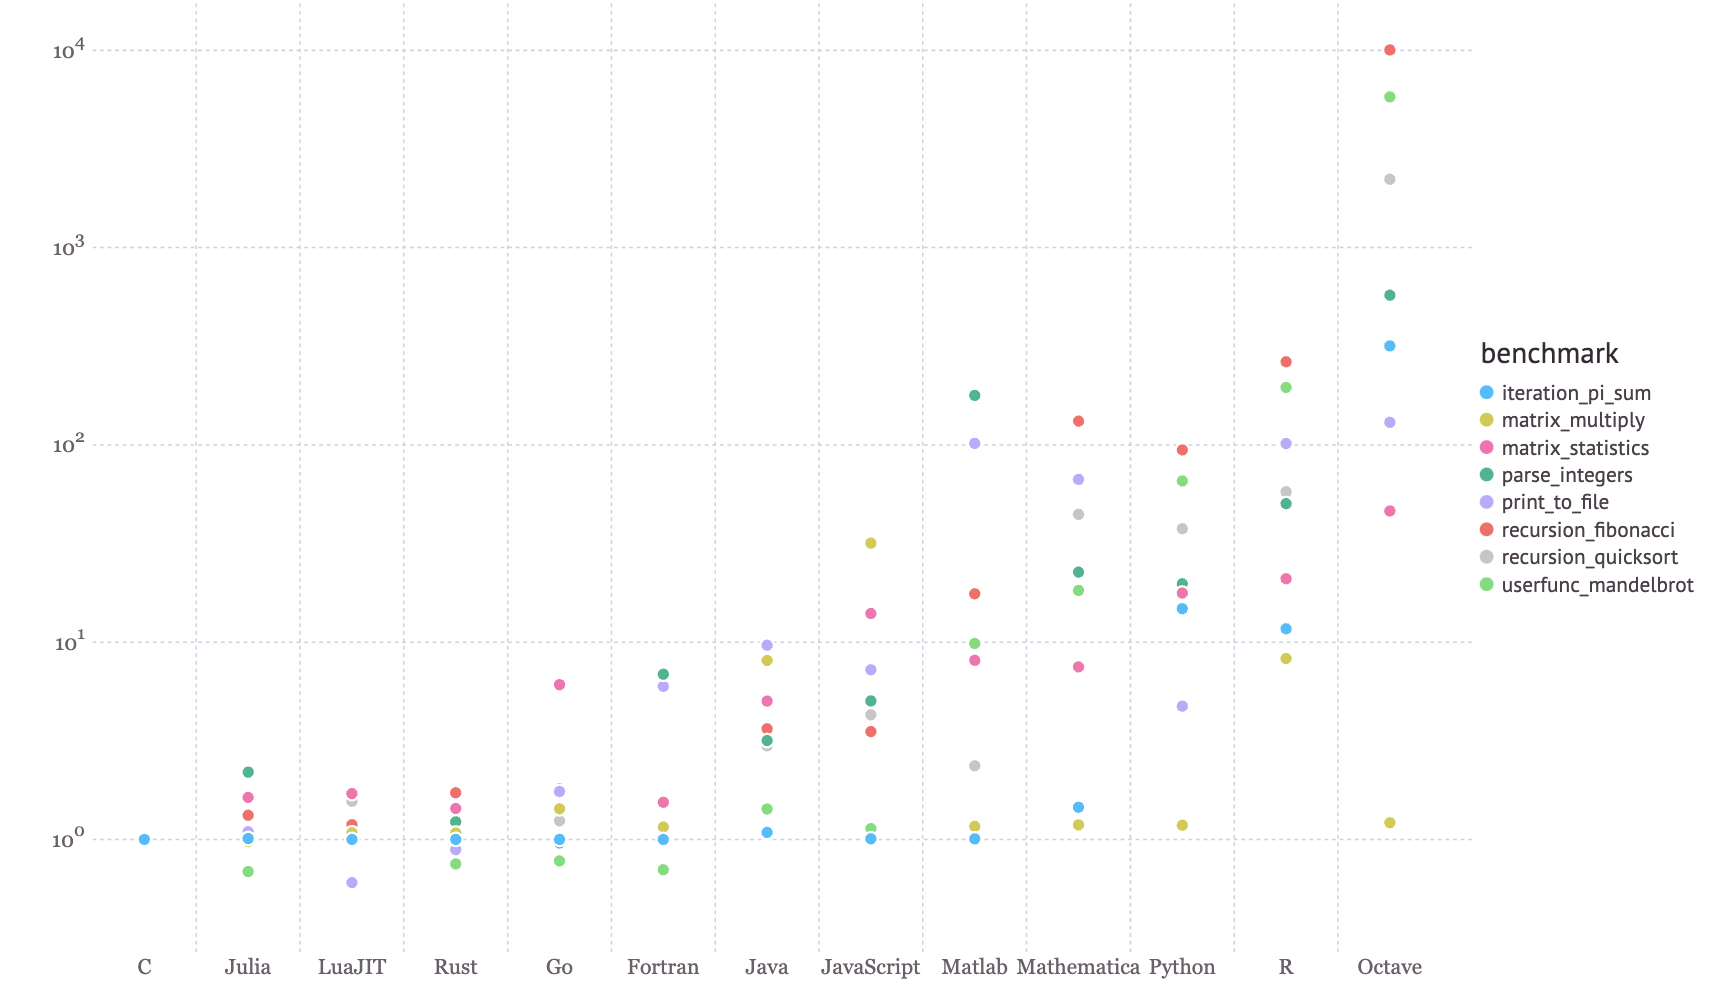 10⁴
10³
10²
10¹
10⁰
C Julia LuaJIT Rust Go Fortran Java JavaScript Matlab Mathematica Python R Octave
benchmark
iteration_pi_sum
matrix_multiply
matrix_statistics
parse_integers
print_to_file
recursion_fibonacci
recursion_quicksort
userfunc_mandelbrot